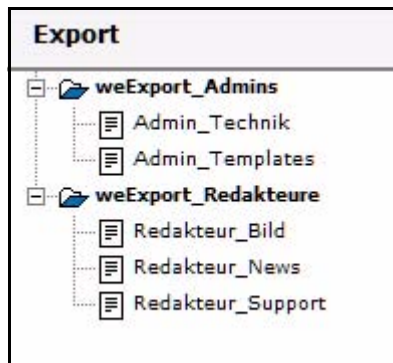 Export
weExport_Admins
Admin_Technik
Admin_Templates
weExport_Redakteure
Redakteur_Bild
Redakteur_News
Redakteur_Support